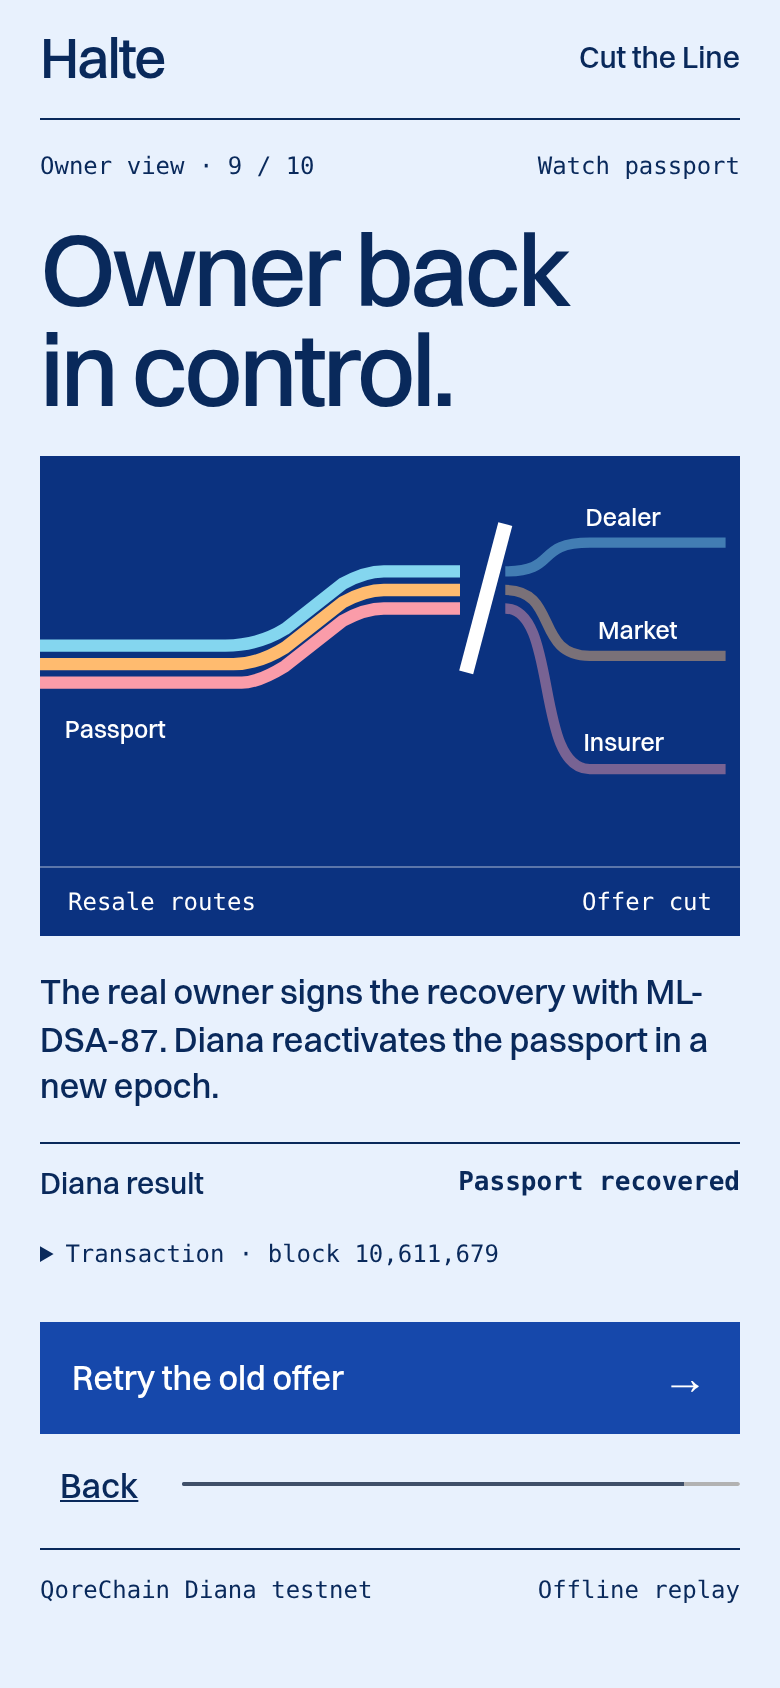 Halte
Cut the Line
Owner view · 9 / 10
Watch passport
Owner back
in control.
Dealer
Market
Insurer
Passport
Resale routes
Offer cut
The real owner signs the recovery with ML-
DSA-87. Diana reactivates the passport in a
new epoch.
Diana result
Passport recovered
▶ Transaction · block 10,611,679
Retry the old offer →
Back
QoreChain Diana testnet
Offline replay